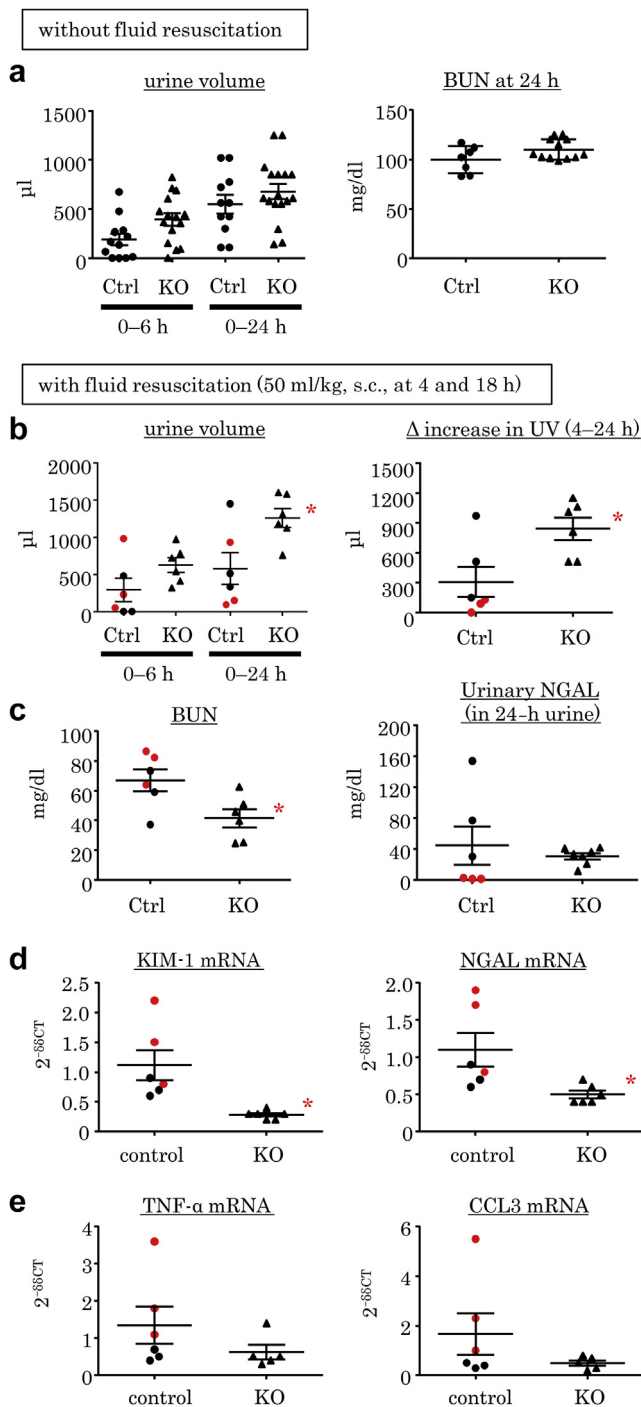 without fluid resuscitation
a
urine volume
BUN at 24 h
1500
1000
500
0
µl
150
100
50
0
mg/dl
Ctrl KO Ctrl KO
0–6 h 0–24 h
Ctrl KO
with fluid resuscitation (50 ml/kg, s.c., at 4 and 18 h)
b
urine volume
Δ increase in UV (4–24 h)
2000
1500
1000
500
0
µl
*
1500
1200
900
600
300
0
µl
*
Ctrl KO Ctrl KO
0–6 h 0–24 h
Ctrl KO
c
BUN
Urinary NGAL
(in 24-h urine)
100
80
60
40
20
0
mg/dl
*
200
160
120
80
40
0
mg/dl
Ctrl KO
Ctrl KO
d
KIM-1 mRNA
NGAL mRNA
2.5
2.0
1.5
1.0
0.5
0
2-δδCT
*
2.0
1.5
1.0
0.5
0
2-δδCT
*
control KO
control KO
e
TNF-α mRNA
CCL3 mRNA
4
3
2
1
0
2-δδCT
6
4
2
0
2-δδCT
control KO
control KO